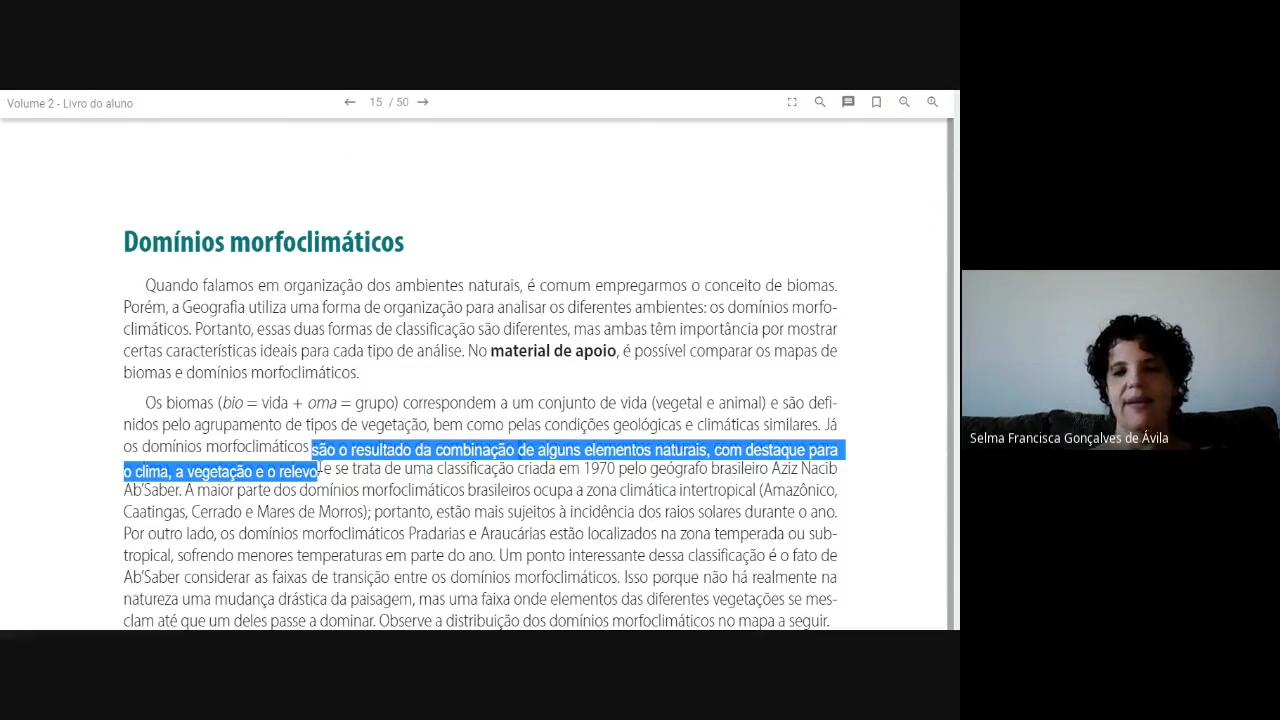 Volume 2 - Livro do aluno
15 / 50
Domínios morfoclimáticos
Quando falamos em organização dos ambientes naturais, é comum empregarmos o conceito de biomas.
Porém, a Geografia utiliza uma forma de organização para analisar os diferentes ambientes: os domínios morfo-
climáticos. Portanto, essas duas formas de classificação são diferentes, mas ambas têm importância por mostrar
certas características ideais para cada tipo de análise. No material de apoio, é possível comparar os mapas de
biomas e domínios morfoclimáticos.
Os biomas (bio = vida + oma = grupo) correspondem a um conjunto de vida (vegetal e animal) e são defi-
nidos pelo agrupamento de tipos de vegetação, bem como pelas condições geológicas e climáticas similares. Já
os domínios morfoclimáticos são o resultado da combinação de alguns elementos naturais, com destaque para
o clima, a vegetação e o relevo e se trata de uma classificação criada em 1970 pelo geógrafo brasileiro Aziz Nacib
Ab'Saber. A maior parte dos domínios morfoclimáticos brasileiros ocupa a zona climática intertropical (Amazônico,
Caatingas, Cerrado e Mares de Morros); portanto, estão mais sujeitos à incidência dos raios solares durante o ano.
Por outro lado, os domínios morfoclimáticos Pradarias e Araucárias estão localizados na zona temperada ou sub-
tropical, sofrendo menores temperaturas em parte do ano. Um ponto interessante dessa classificação é o fato de
Ab'Saber considerar as faixas de transição entre os domínios morfoclimáticos. Isso porque não há realmente na
natureza uma mudança drástica da paisagem, mas uma faixa onde elementos das diferentes vegetações se mes-
clam até que um deles passe a dominar. Observe a distribuição dos domínios morfoclimáticos no mapa a seguir.
Selma Francisca Gonçalves de Ávila